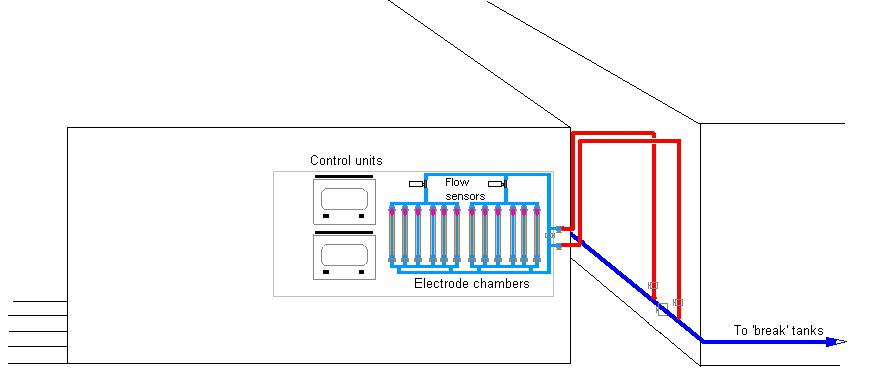 Control units
Flow
sensors
Electrode chambers
To 'break' tanks